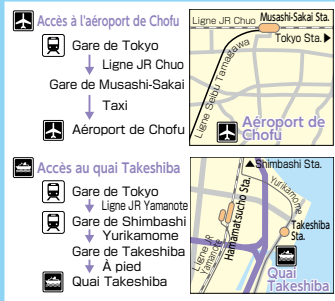 Accès à l'aéroport de Chofu
Gare de Tokyo
Ligne JR Chuo
Gare de Musashi-Sakai
Taxi
Aéroport de Chofu
Ligne JR Chuo
Musashi-Sakai Sta.
Tokyo Sta.▶
Ligne Seibu Tamagawa
Aéroport de
Chofu
Accès au quai Takeshiba
Gare de Tokyo
Ligne JR Yamanote
Gare de Shimbashi
Yurikamome
Gare de Takeshiba
À pied
Quai Takeshiba
▲Shimbashi Sta.
Yurikamome
Hamamatsucho Sta.
Ligne JR
Yamanote
Takeshiba
Sta.
Quai
Takeshiba